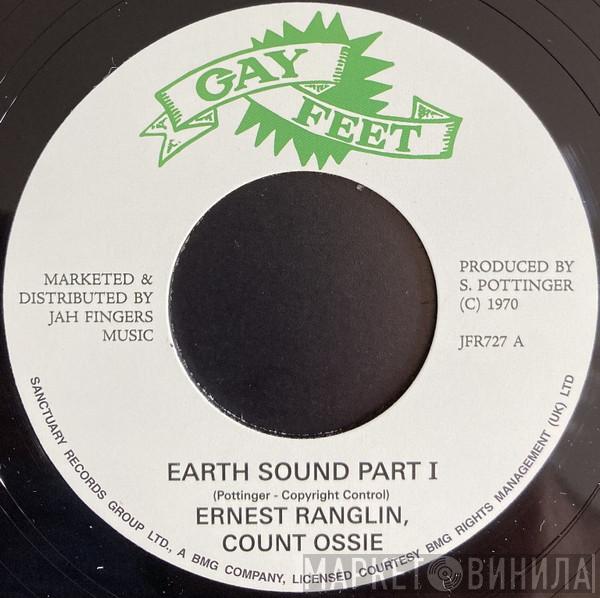 GAY
FEET
MARKETED &
DISTRIBUTED BY
JAH FINGERS
MUSIC
PRODUCED BY
S. POTTINGER
(C) 1970
JFR727 A
EARTH SOUND PART I
(Pottinger - Copyright Control)
ERNEST RANGLIN,
COUNT OSSIE
SANCTUARY RECORDS GROUP LTD., A BMG COMPANY, LICENSED COURTESY BMG RIGHTS MANAGEMENT (UK) LTD
МАРКЕТ ВИНИЛА